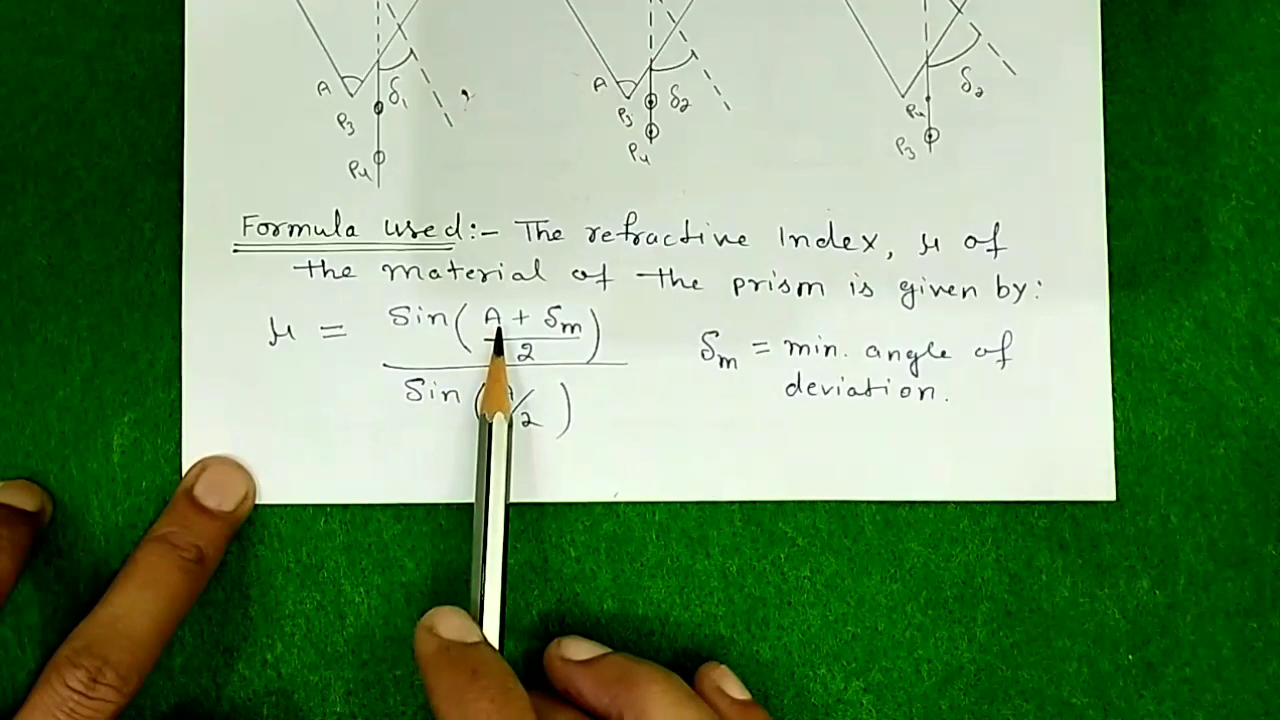 A δ₁ A δ₂ δ₂
P₃ P₃ P₄
P₄ P₄ P₃
Formula used:- The refractive Index, μ of
the material of the prism is given by:
μ = Sin(A + δm / 2) / Sin( /2)
δm = min. angle of
deviation.